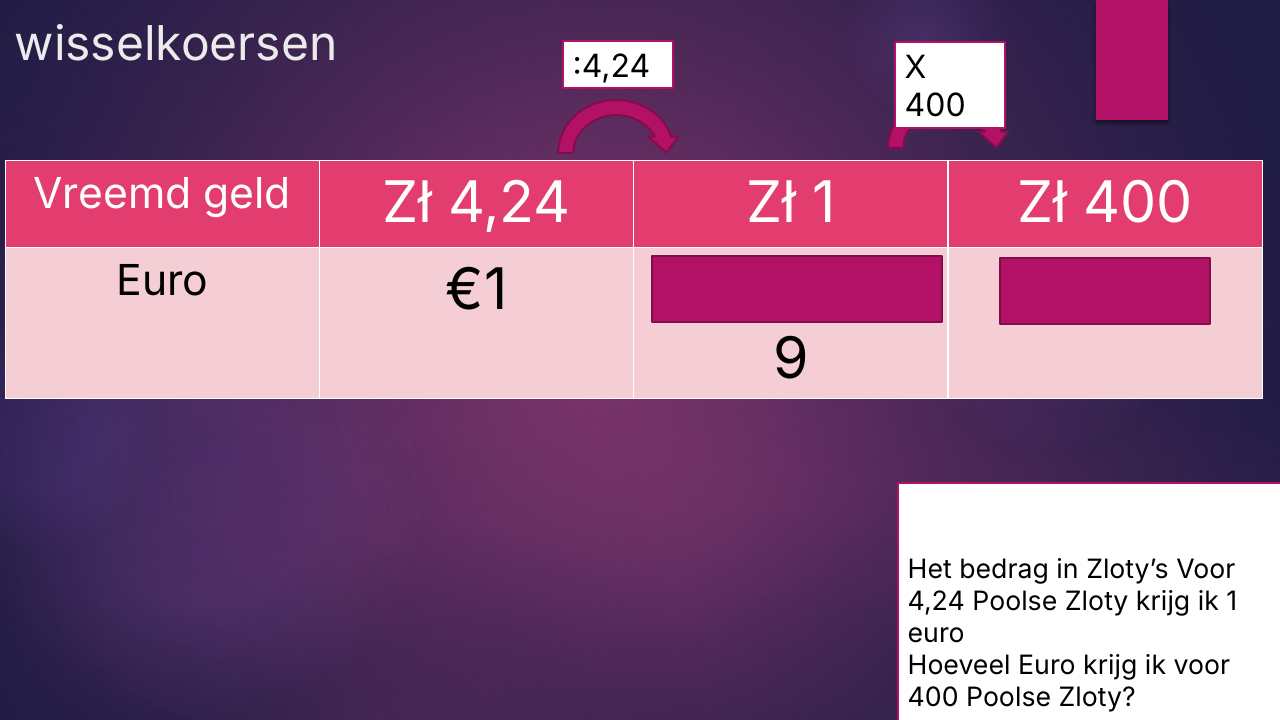 wisselkoersen
:4,24
X
400
Vreemd geld
Zł 4,24
Zł 1
Zł 400
Euro
€1
9
Het bedrag in Zloty’s Voor
4,24 Poolse Zloty krijg ik 1
euro
Hoeveel Euro krijg ik voor
400 Poolse Zloty?